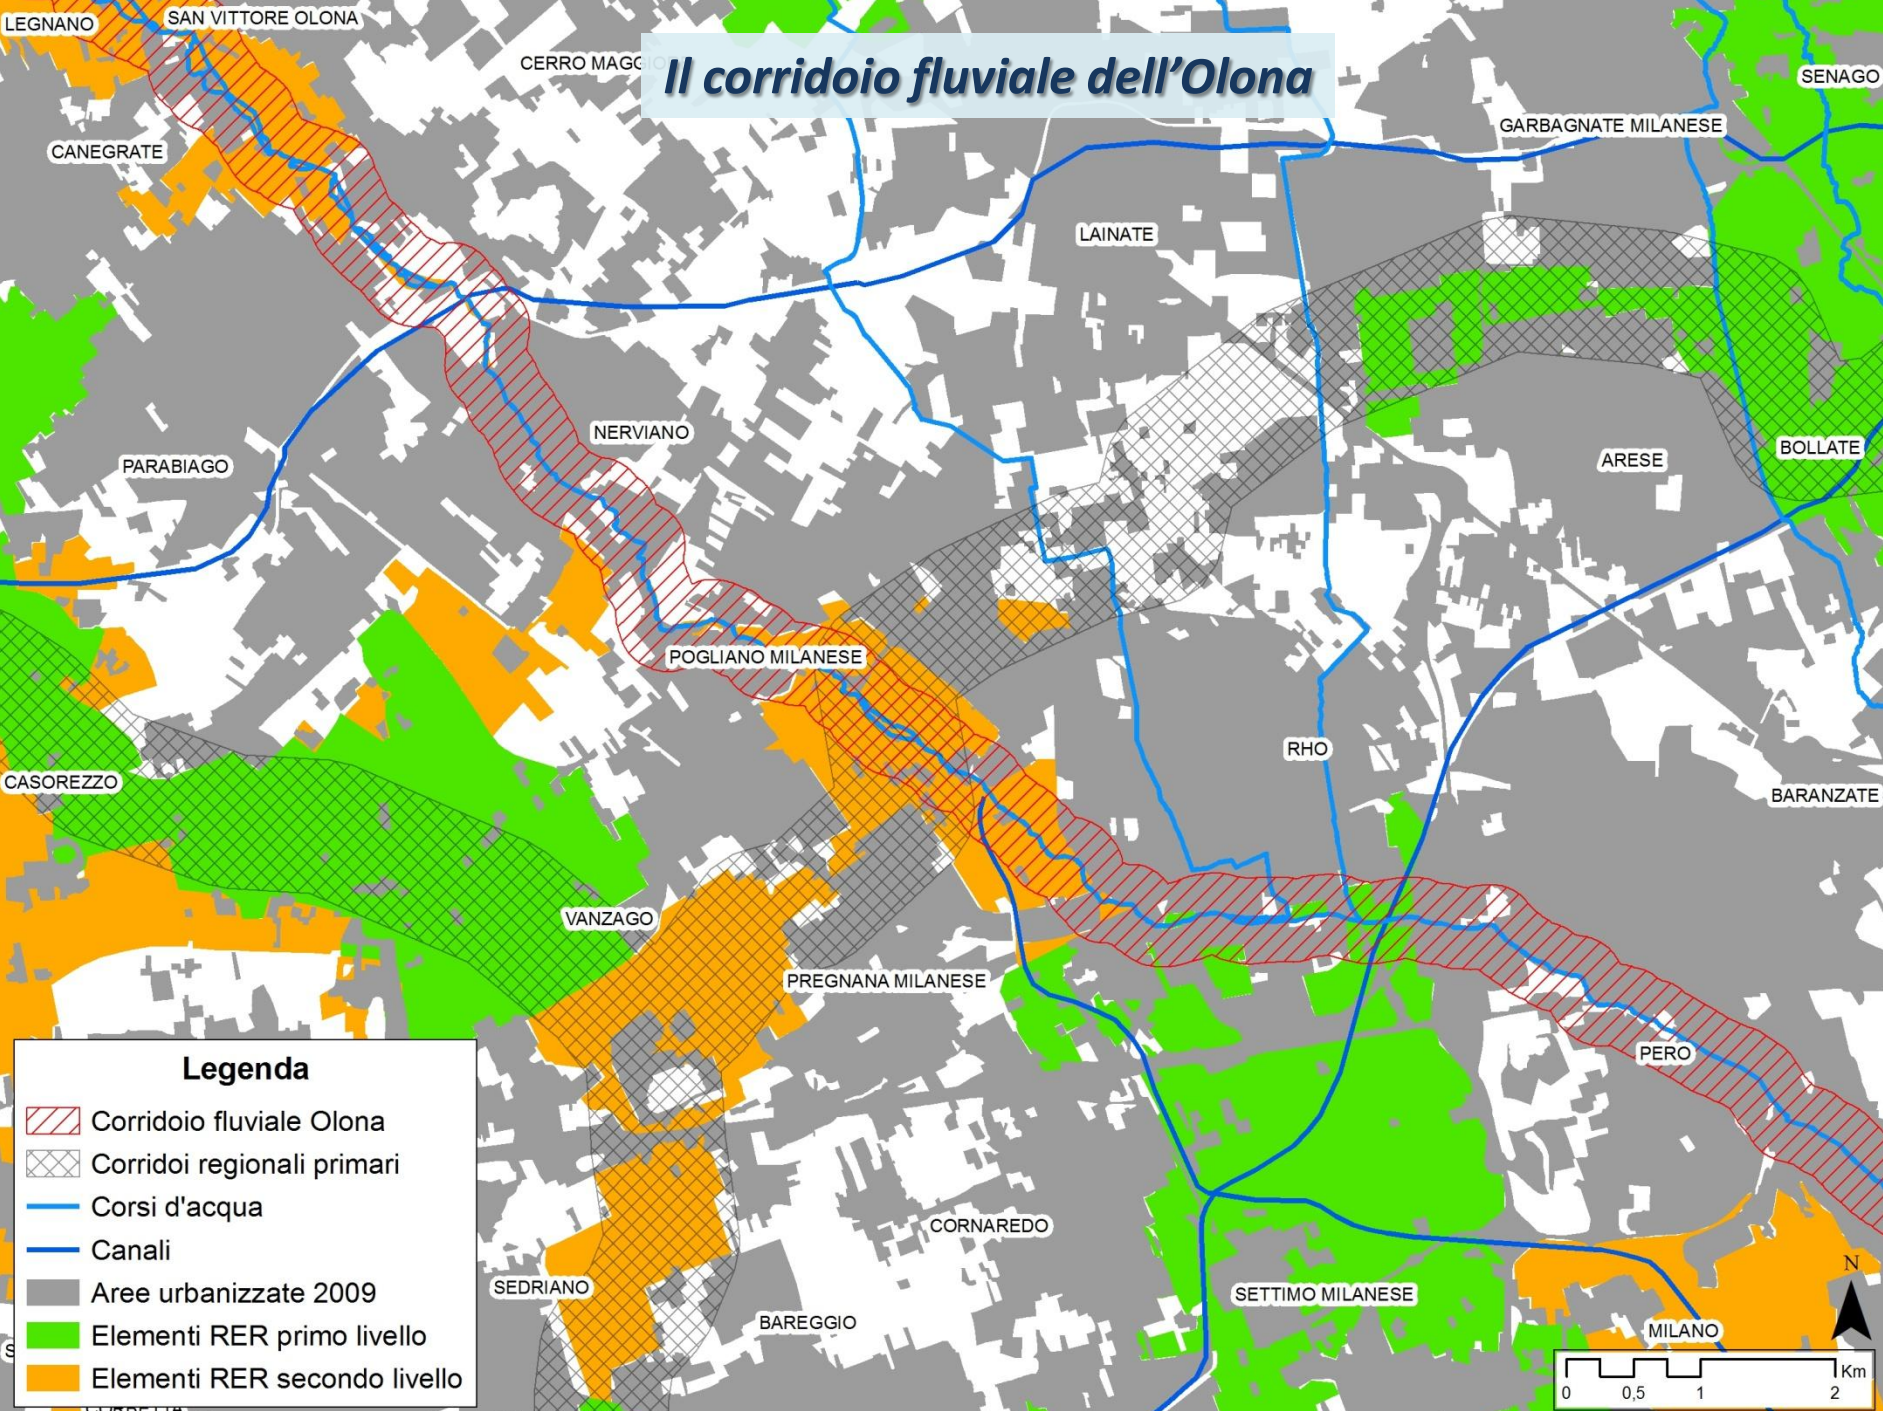 LEGNANO
SAN VITTORE OLONA
CERRO MAGGIO
Il corridoio fluviale dell’Olona
SENAGO
GARBAGNATE MILANESE
CANEGRATE
LAINATE
NERVIANO
PARABIAGO
ARESE
BOLLATE
POGLIANO MILANESE
RHO
CASOREZZO
BARANZATE
VANZAGO
PREGNANA MILANESE
PERO
CORNAREDO
SEDRIANO
SETTIMO MILANESE
BAREGGIO
MILANO
Legenda
Corridoio fluviale Olona
Corridoi regionali primari
Corsi d'acqua
Canali
Aree urbanizzate 2009
Elementi RER primo livello
Elementi RER secondo livello
S
N
Km
0 0,5 1 2